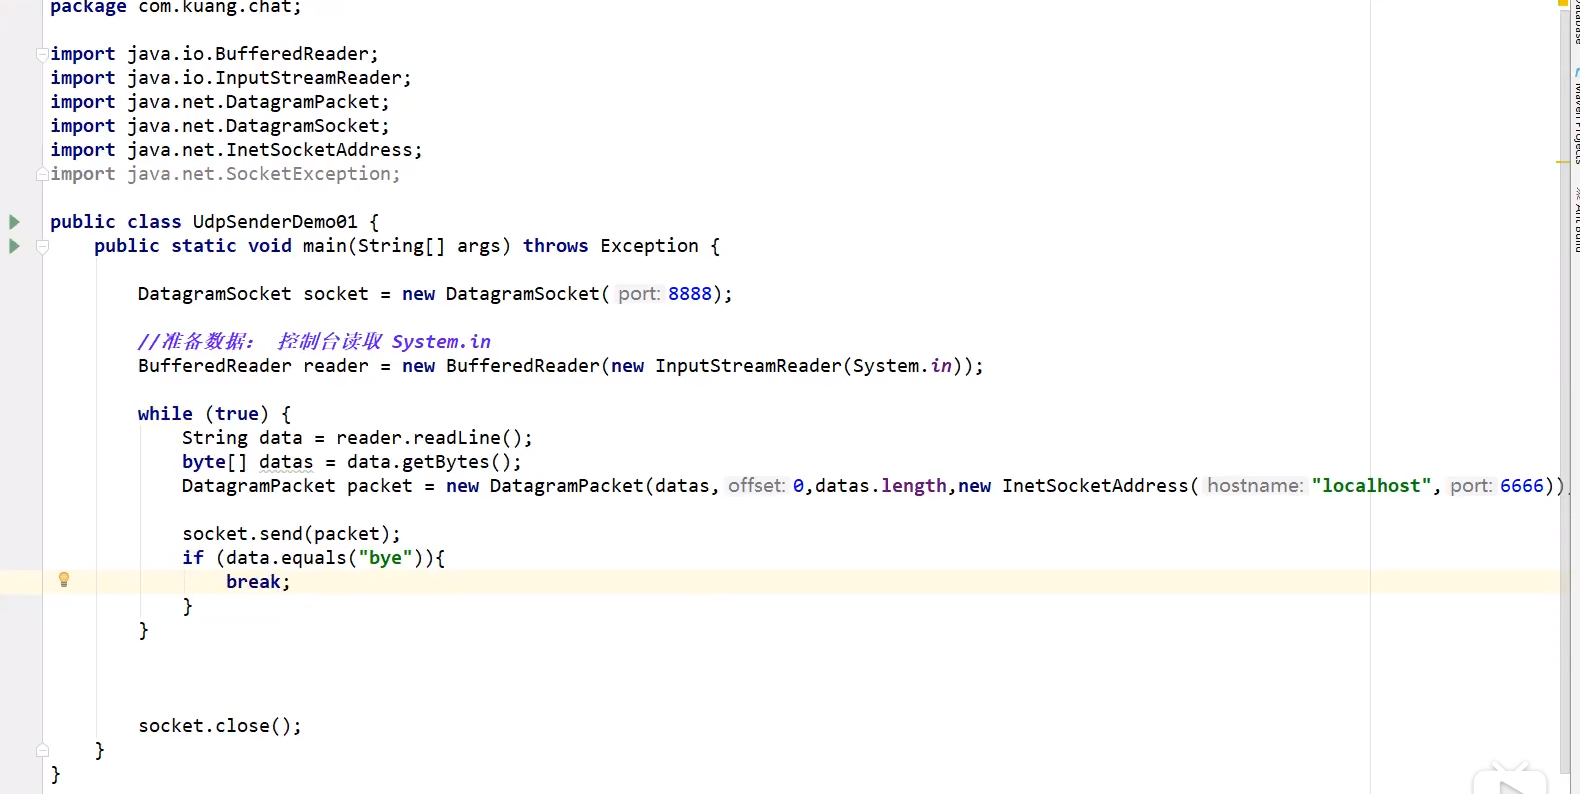 package com.kuang.chat;
import java.io.BufferedReader;
import java.io.InputStreamReader;
import java.net.DatagramPacket;
import java.net.DatagramSocket;
import java.net.InetSocketAddress;
import java.net.SocketException;
public class UdpSenderDemo01 {
public static void main(String[] args) throws Exception {
DatagramSocket socket = new DatagramSocket( port: 8888);
//准备数据: 控制台读取 System.in
BufferedReader reader = new BufferedReader(new InputStreamReader(System.in));
while (true) {
String data = reader.readLine();
byte[] datas = data.getBytes();
DatagramPacket packet = new DatagramPacket(datas, offset: 0,datas.length,new InetSocketAddress( hostname: "localhost", port: 6666))
socket.send(packet);
if (data.equals("bye")){
break;
}
}
socket.close();
}
}